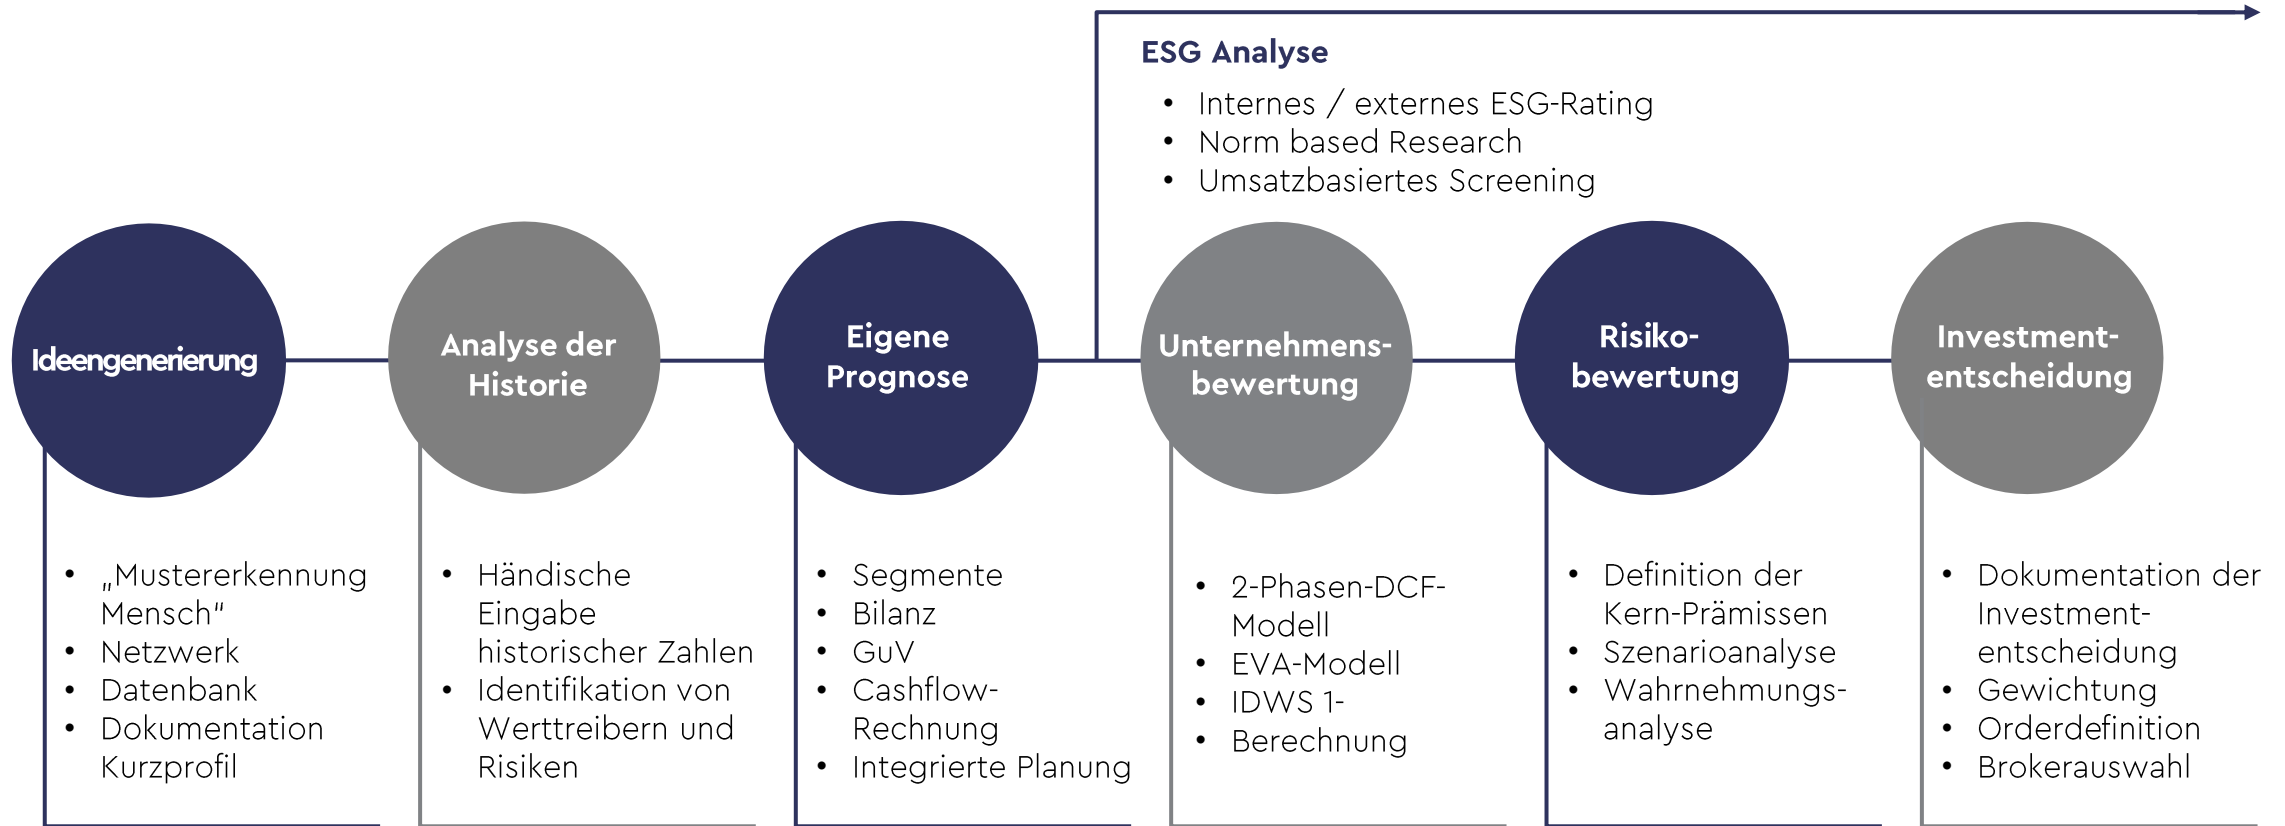 ESG Analyse
• Internes / externes ESG-Rating
• Norm based Research
• Umsatzbasiertes Screening
Ideengenerierung
Analyse der
Historie
Eigene
Prognose
Unternehmens-
bewertung
Risiko-
bewertung
Investment-
entscheidung
• „Mustererkennung
Mensch“
• Netzwerk
• Datenbank
• Dokumentation
Kurzprofil
• Händische
Eingabe
historischer Zahlen
• Identifikation von
Werttreibern und
Risiken
• Segmente
• Bilanz
• GuV
• Cashflow-
Rechnung
• Integrierte Planung
• 2-Phasen-DCF-
Modell
• EVA-Modell
• IDWS 1-
• Berechnung
• Definition der
Kern-Prämissen
• Szenarioanalyse
• Wahrnehmungs-
analyse
• Dokumentation der
Investment-
entscheidung
• Gewichtung
• Orderdefinition
• Brokerauswahl